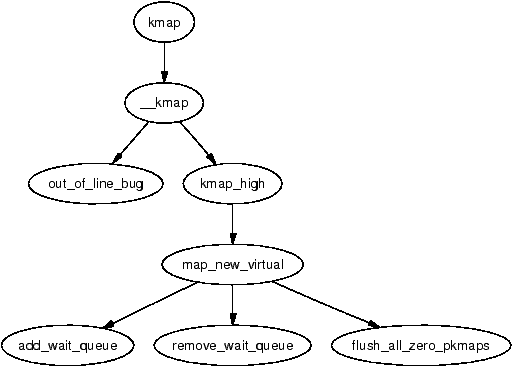 kmap
__kmap
out_of_line_bug
kmap_high
map_new_virtual
add_wait_queue
remove_wait_queue
flush_all_zero_pkmaps